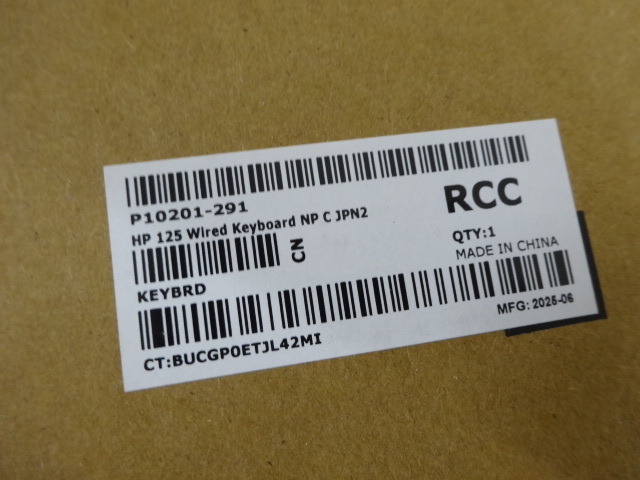 P10201-291
RCC
HP 125 Wired Keyboard NP C JPN2
CN
QTY:1
MADE IN CHINA
KEYBRD
MFG: 2025-06
CT:BUCGP0ETJL42MI